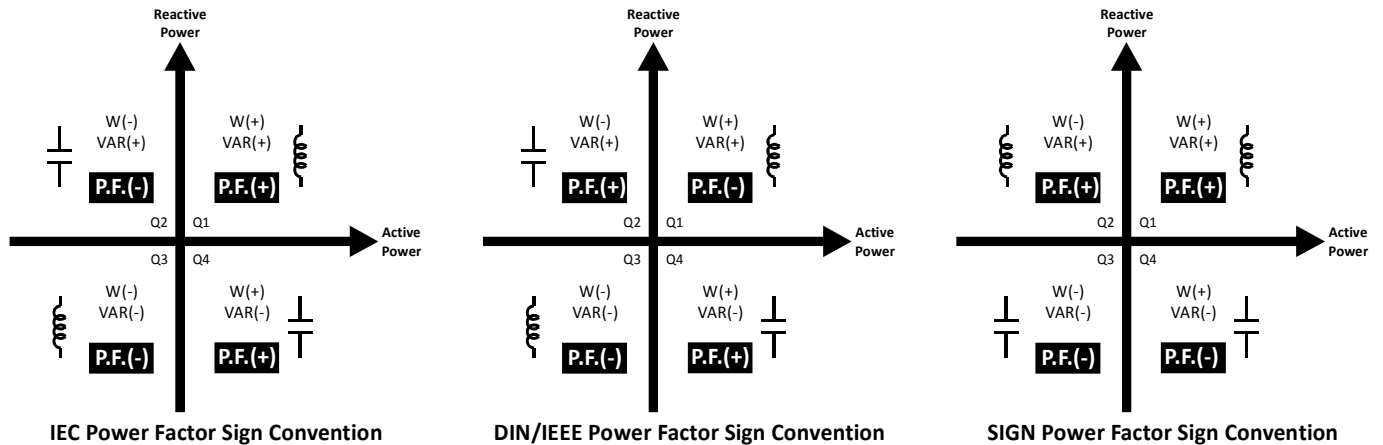 Reactive
Power
W(-)
VAR(+)
P.F.(-)
W(+)
VAR(+)
P.F.(+)
Q2
Q1
Active
Power
Q3
Q4
W(-)
VAR(-)
P.F.(-)
W(+)
VAR(-)
P.F.(+)
IEC Power Factor Sign Convention
Reactive
Power
W(-)
VAR(+)
P.F.(+)
W(+)
VAR(+)
P.F.(-)
Q2
Q1
Active
Power
Q3
Q4
W(-)
VAR(-)
P.F.(-)
W(+)
VAR(-)
P.F.(+)
DIN/IEEE Power Factor Sign Convention
Reactive
Power
W(-)
VAR(+)
P.F.(+)
W(+)
VAR(+)
P.F.(+)
Q2
Q1
Active
Power
Q3
Q4
W(-)
VAR(-)
P.F.(-)
W(+)
VAR(-)
P.F.(-)
SIGN Power Factor Sign Convention